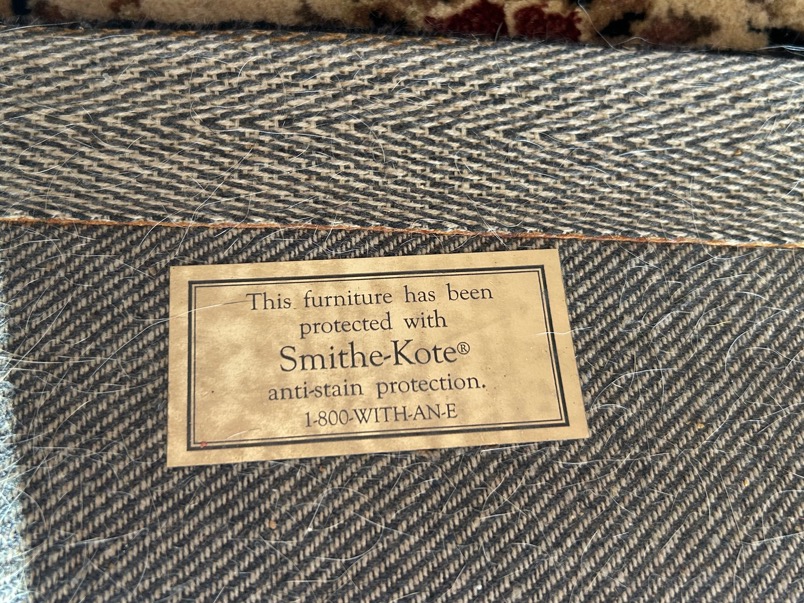 This furniture has been
protected with
Smithe-Kote®
anti-stain protection.
1-800-WITH-AN-E